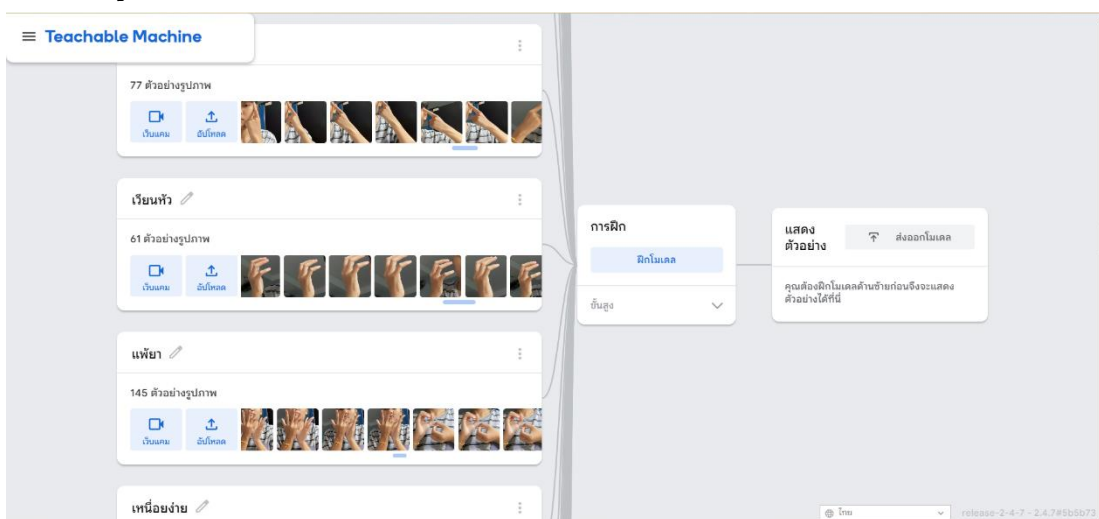 Teachable Machine
77 ตัวอย่างรูปภาพ
เว็บแคม
อัปโหลด
เวียนหัว
61 ตัวอย่างรูปภาพ
เว็บแคม
อัปโหลด
แพ้ยา
145 ตัวอย่างรูปภาพ
เว็บแคม
อัปโหลด
เหนื่อยง่าย
การฝึก
ฝึกโมเดล
ขั้นสูง
แสดง
ตัวอย่าง
ส่งออกโมเดล
คุณต้องฝึกโมเดลด้านซ้ายก่อนจึงจะแสดง
ตัวอย่างได้ที่นี่
ไทย
release-2-4-7 - 2.4.7#5b5b73